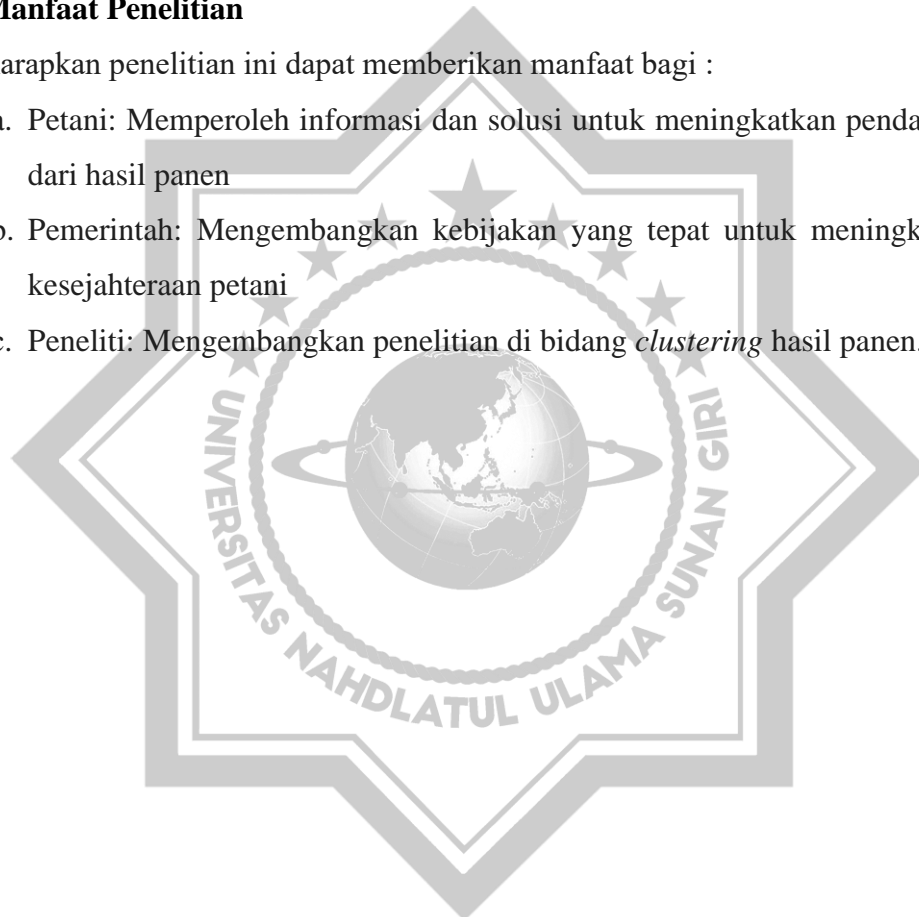 Manfaat Penelitian
arapkan penelitian ini dapat memberikan manfaat bagi :
a. Petani: Memperoleh informasi dan solusi untuk meningkatkan penda
dari hasil panen
b. Pemerintah: Mengembangkan kebijakan yang tepat untuk meningk
kesejahteraan petani
c. Peneliti: Mengembangkan penelitian di bidang clustering hasil panen.
UNIVERSITAS NAHDLATUL ULAMA SUNAN GIRI